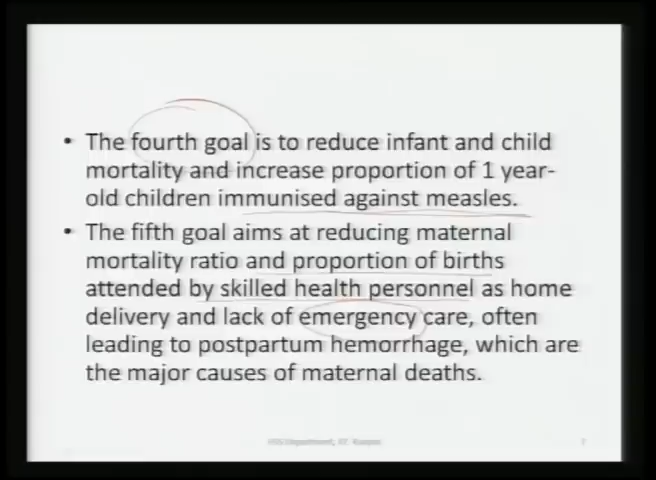 • The fourth goal is to reduce infant and child
mortality and increase proportion of 1 year-
old children immunised against measles.
• The fifth goal aims at reducing maternal
mortality ratio and proportion of births
attended by skilled health personnel as home
delivery and lack of emergency care, often
leading to postpartum hemorrhage, which are
the major causes of maternal deaths.